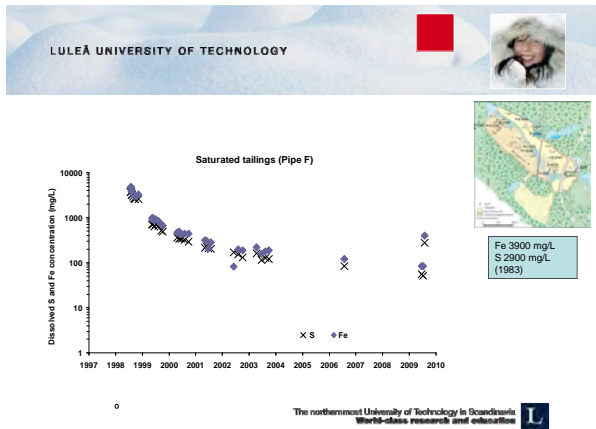 LULEÅ UNIVERSITY OF TECHNOLOGY
Saturated tailings (Pipe F)
Dissolved S and Fe concentration (mg/L)
10000
1000
100
10
1
S Fe
1997 1998 1999 2000 2001 2002 2003 2004 2005 2006 2007 2008 2009 2010
Fe 3900 mg/L
S 2900 mg/L
(1983)
The northernmost University of Technology in Scandinavia
World-class research and education
L